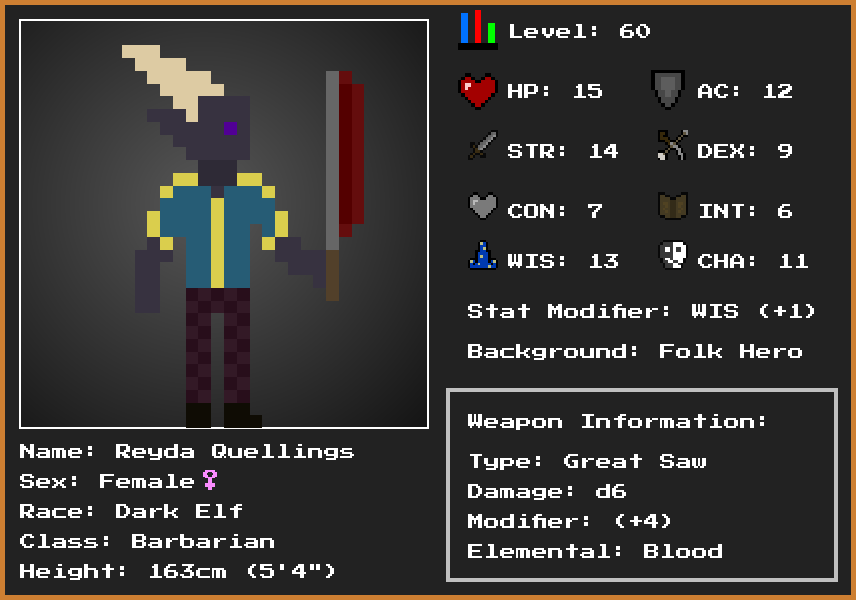 Level: 60
HP: 15
AC: 12
STR: 14
DEX: 9
CON: 7
INT: 6
WIS: 13
CHA: 11
Stat Modifier: WIS (+1)
Background: Folk Hero
Weapon Information:
Type: Great Saw
Damage: d6
Modifier: (+4)
Elemental: Blood
Name: Reyda Quellings
Sex: Female♀
Race: Dark Elf
Class: Barbarian
Height: 163cm (5'4")